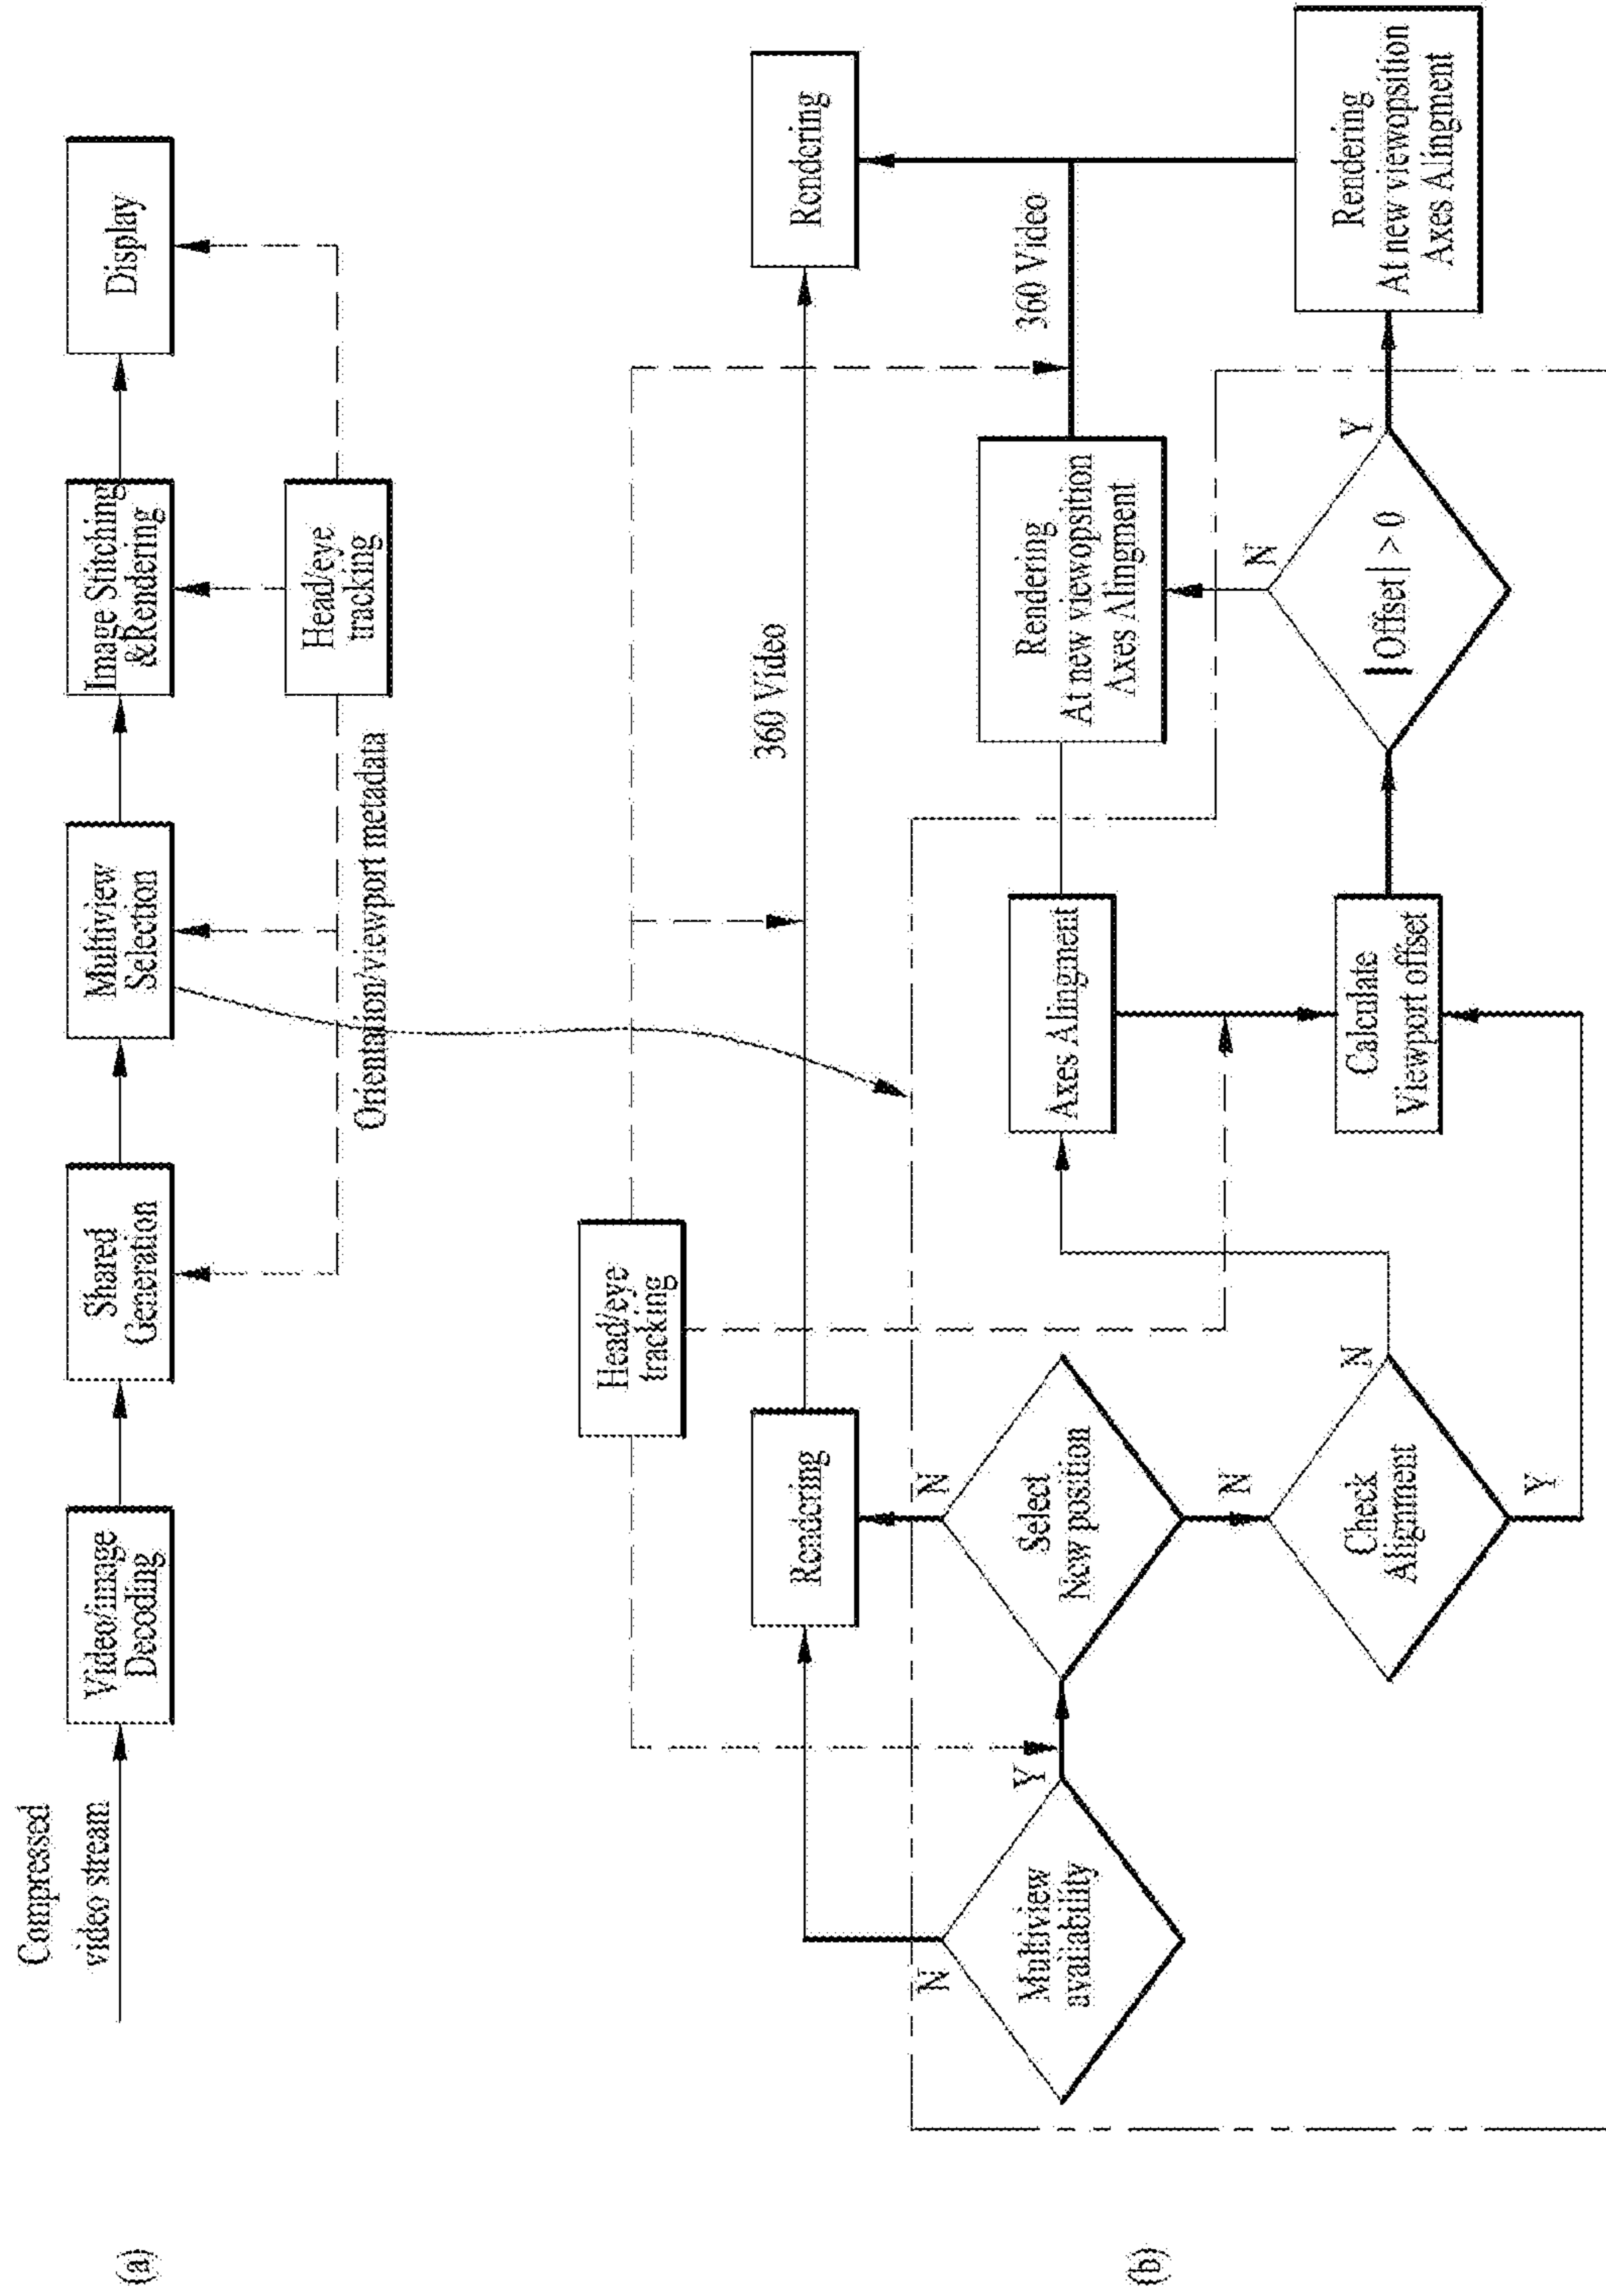 (a)
Compressed
video stream
Video/image
Decoding
Shared
Generation
Multiview
Selection
Image Stitching
&Rendering
Display
Head/eye
tracking
Orientation/viewport metadata
(b)
Head/eye
tracking
Rendering
360 Video
Rendering
Multiview
availability
N
Y
Select
New position
N
N
Check
Alignment
N
Y
Axes Alingment
Calculate
Viewport offset
Rendering
At new viewopsition
Axes Alingment
360 Video
|Offset| > 0
N
Y
Rendering
At new viewopsition
Axes Alingment